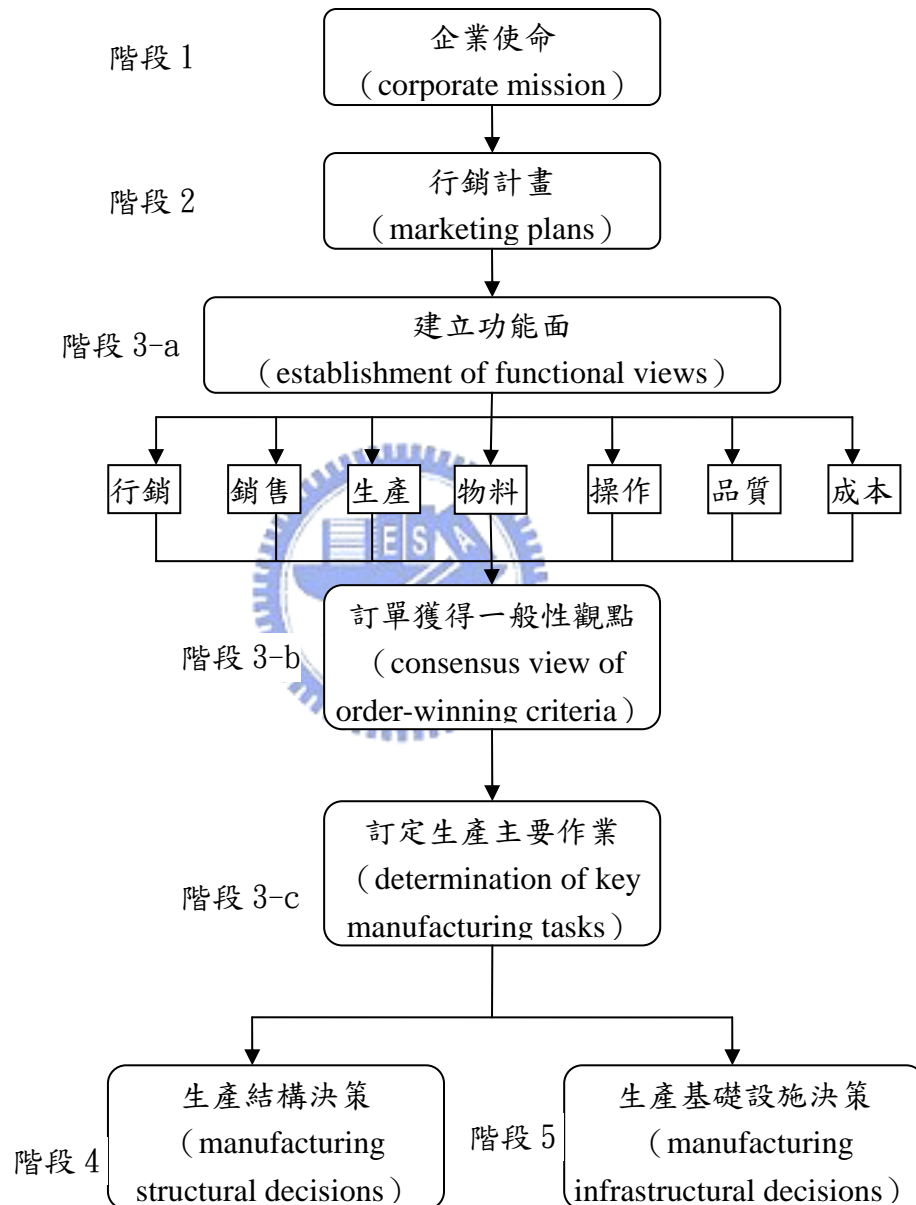 階段 1
企業使命
（corporate mission）
階段 2
行銷計畫
（marketing plans）
階段 3-a
建立功能面
（establishment of functional views）
行銷 銷售 生產 物料 操作 品質 成本
ESA
階段 3-b
訂單獲得一般性觀點
（consensus view of
order-winning criteria）
階段 3-c
訂定生產主要作業
（determination of key
manufacturing tasks）
階段 4
生產結構決策
（manufacturing
structural decisions）
階段 5
生產基礎設施決策
（manufacturing
infrastructural decisions）